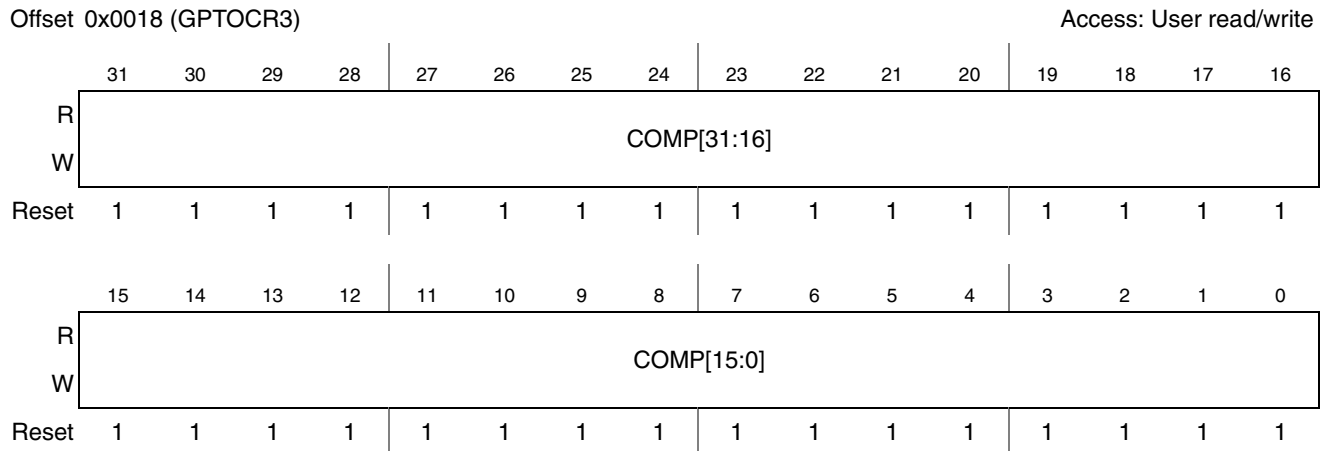 Offset 0x0018 (GPTOCR3) Access: User read/write
31 30 29 28 27 26 25 24 23 22 21 20 19 18 17 16
R
COMP[31:16]
W
Reset 1 1 1 1 1 1 1 1 1 1 1 1 1 1 1 1
15 14 13 12 11 10 9 8 7 6 5 4 3 2 1 0
R
COMP[15:0]
W
Reset 1 1 1 1 1 1 1 1 1 1 1 1 1 1 1 1